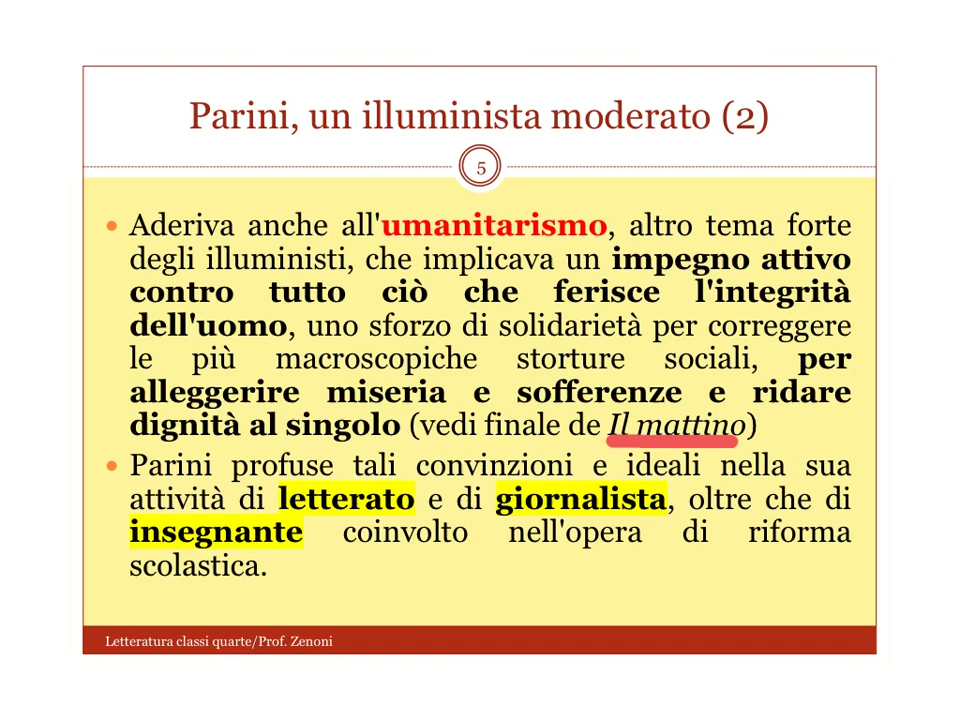 Parini, un illuminista moderato (2)
5
• Aderiva anche all'umanitarismo, altro tema forte
degli illuministi, che implicava un impegno attivo
contro tutto ciò che ferisce l'integrità
dell'uomo, uno sforzo di solidarietà per correggere
le più macroscopiche storture sociali, per
alleggerire miseria e sofferenze e ridare
dignità al singolo (vedi finale de Il mattino)
• Parini profuse tali convinzioni e ideali nella sua
attività di letterato e di giornalista, oltre che di
insegnante coinvolto nell'opera di riforma
scolastica.
Letteratura classi quarte/Prof. Zenoni